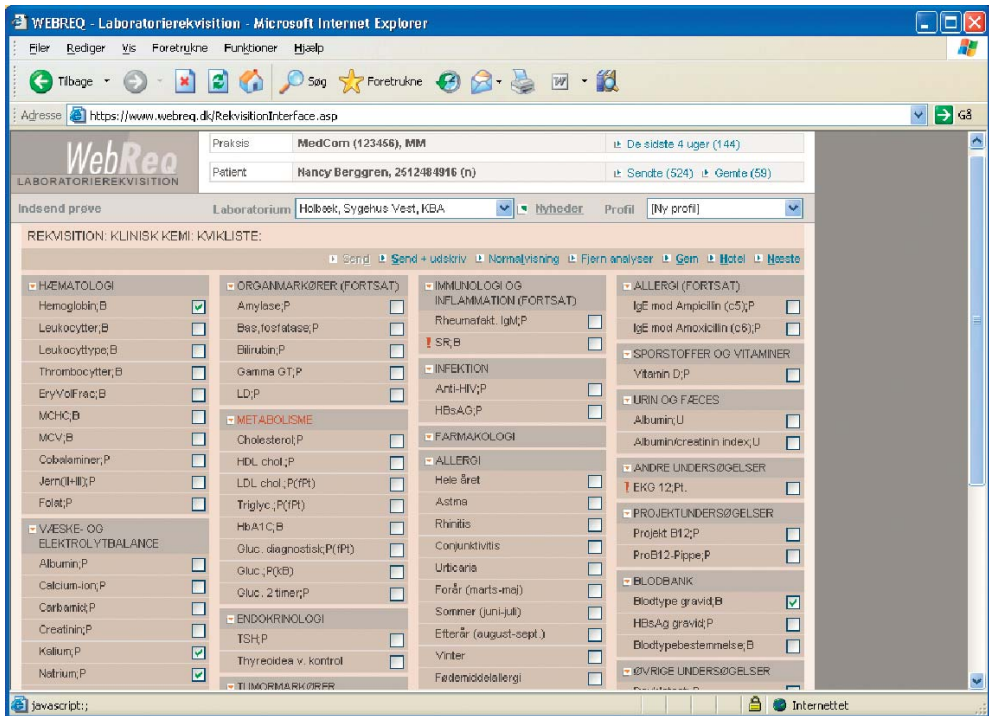 WEBREQ - Laboratorierekvisition - Microsoft Internet Explorer
Filer Rediger Vis Foretrukne Funktioner Hjælp
Tilbage Søg Foretrukne
Adresse https://www.webreq.dk/RekvisitionInterface.asp Gå
WebReq
LABORATORIEREKVISITION
Praksis MedCom (123456), MM De sidste 4 uger (144)
Patient Nancy Berggren, 2512484916 (n) Sendte (524) Gemte (59)
Indsend prøve Laboratorium Holbæk, Sygehus Vest, KBA Nyheder Profil [Ny profil]
REKVISITION: KLINISK KEMI: KVIKLISTE:
Send Send + udskriv Normalvisning Fjern analyser Gem Hotel Næste
HÆMATOLOGI
Hemoglobin;B
Leukocytter;B
Leukocyttype;B
Thrombocytter;B
EryVolFrac;B
MCHC;B
MCV;B
Cobalaminer;P
Jern(II+III);P
Folat;P
VÆSKE- OG
ELEKTROLYTBALANCE
Albumin;P
Calcium-ion;P
Carbamid;P
Creatinin;P
Kalium;P
Natrium;P
ORGANMARKØRER (FORTSAT)
Amylase;P
Bas,fosfatase;P
Bilirubin;P
Gamma GT;P
LD;P
METABOLISME
Cholesterol;P
HDL chol;P
LDL chol;P(fPt)
Triglyc;P(fPt)
HbA1C;B
Gluc. diagnostisk;P(fPt)
Gluc;P(kB)
Gluc. 2 timer;P
ENDOKRINOLOGI
TSH;P
Thyreoidea v. kontrol
TUMORMARKØRER
IMMUNOLOGI OG
INFLAMMATION (FORTSAT)
Rheumafakt. IgM;P
! SR;B
INFEKTION
Anti-HIV;P
HBsAG;P
FARMAKOLOGI
ALLERGI
Hele året
Astma
Rhinitis
Conjunktivitis
Urticaria
Forår (marts-maj)
Sommer (juni-juli)
Efterår (august-sept.)
Vinter
Fødemiddelallergi
ALLERGI (FORTSAT)
IgE mod Ampicillin (c5);P
IgE mod Amoxicillin (c6);P
SPORSTOFFER OG VITAMINER
Vitamin D;P
URIN OG FÆCES
Albumin;U
Albumin/creatinin index;U
ANDRE UNDERSØGELSER
! EKG 12;Pt.
PROJEKTUNDERSØGELSER
Projekt B12;P
ProB12-Pippe;P
BLODBANK
Blodtype gravid;B
HBsAg gravid;P
Blodtypebestemmelse;B
ØVRIGE UNDERSØGELSER
javascript:; Internettet